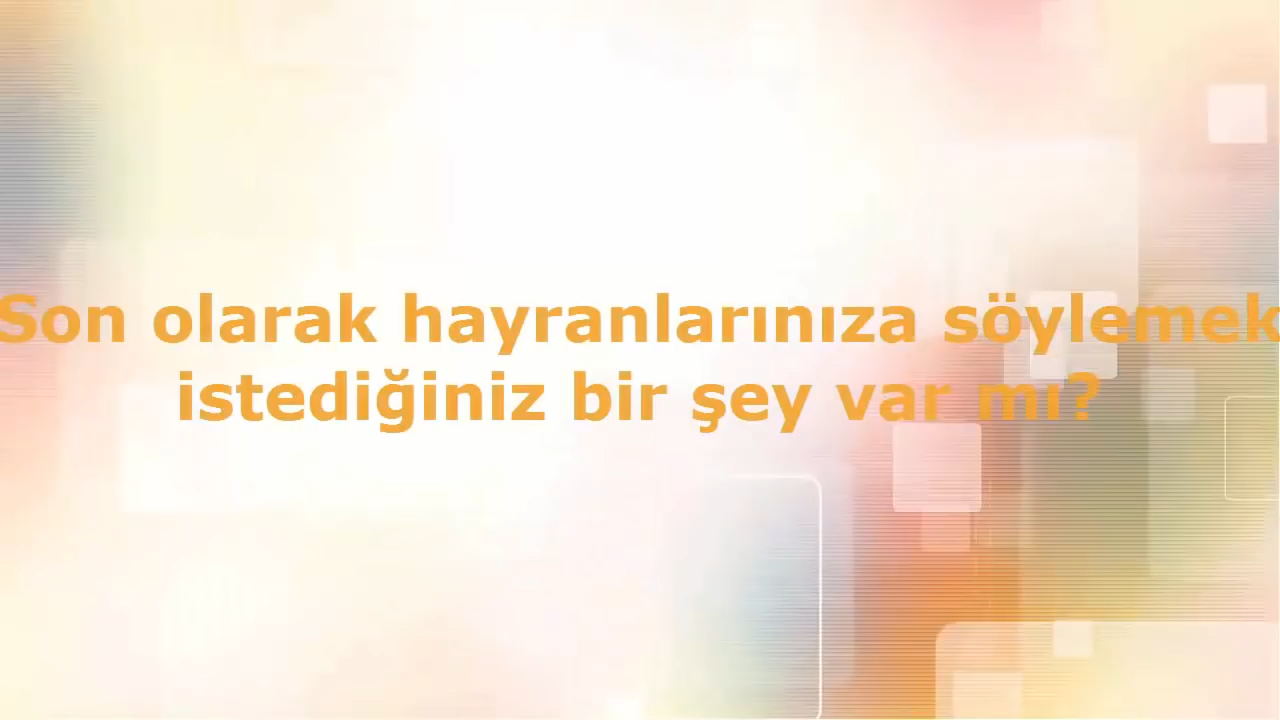 Son olarak hayranlarınıza söylemek
istediğiniz bir şey var mı?